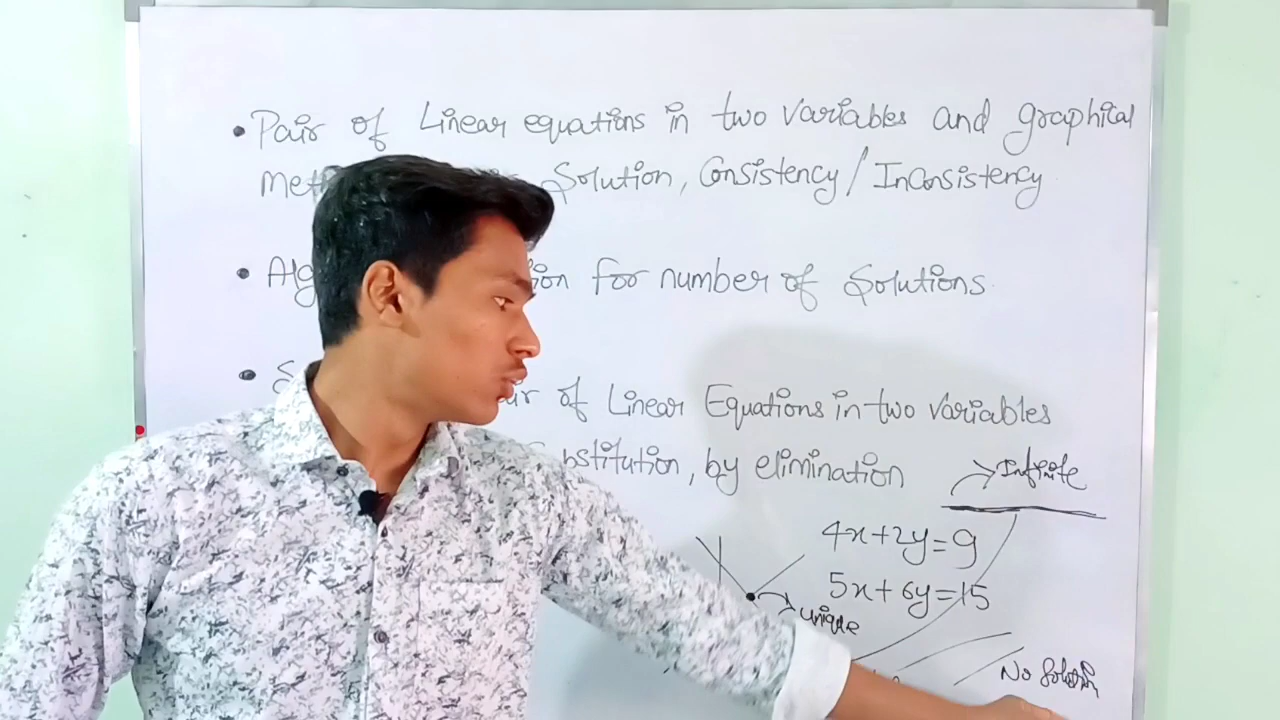 • Pair of Linear equations in two variables and graphical
Solution, Consistency / Inconsistency
• for number of Solutions
• of Linear Equations in two variables
by elimination
Infinite
4x+2y=9
5x+6y=15
unique
No Solution